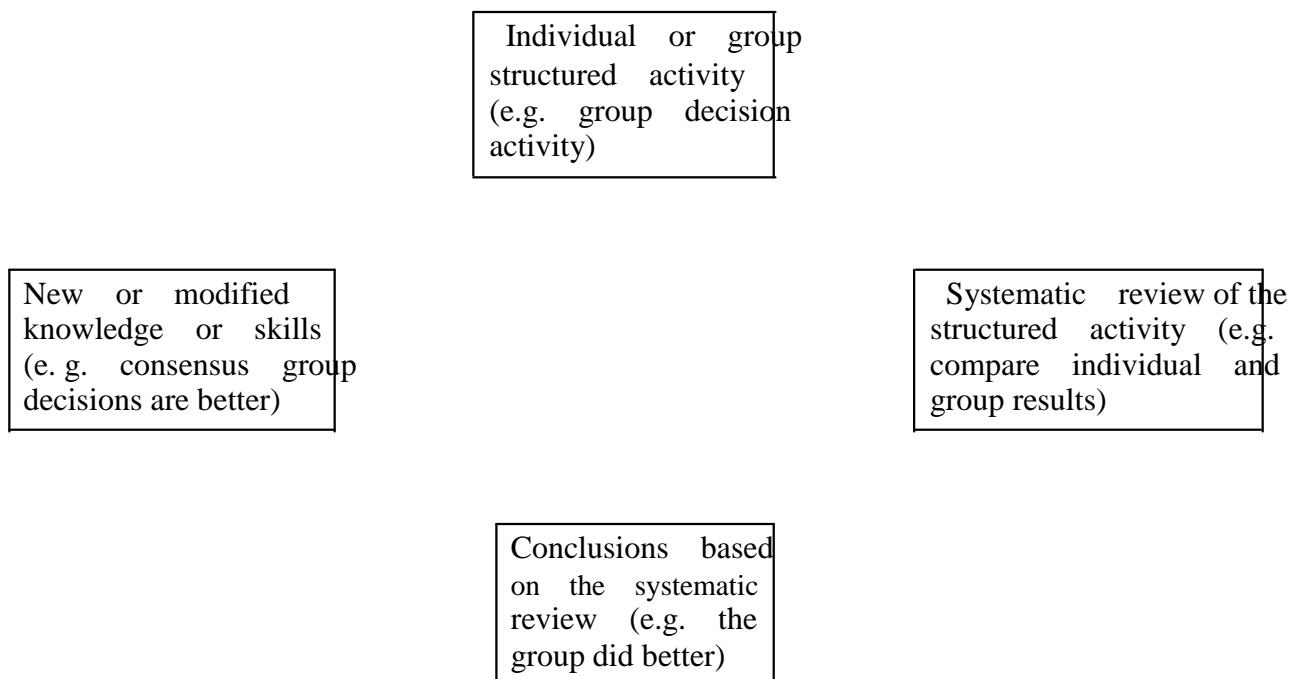 Individual or group
structured activity
(e.g. group decision
activity)
New or modified
knowledge or skills
(e. g. consensus group
decisions are better)
Systematic review of the
structured activity (e.g.
compare individual and
group results)
Conclusions based
on the systematic
review (e.g. the
group did better)